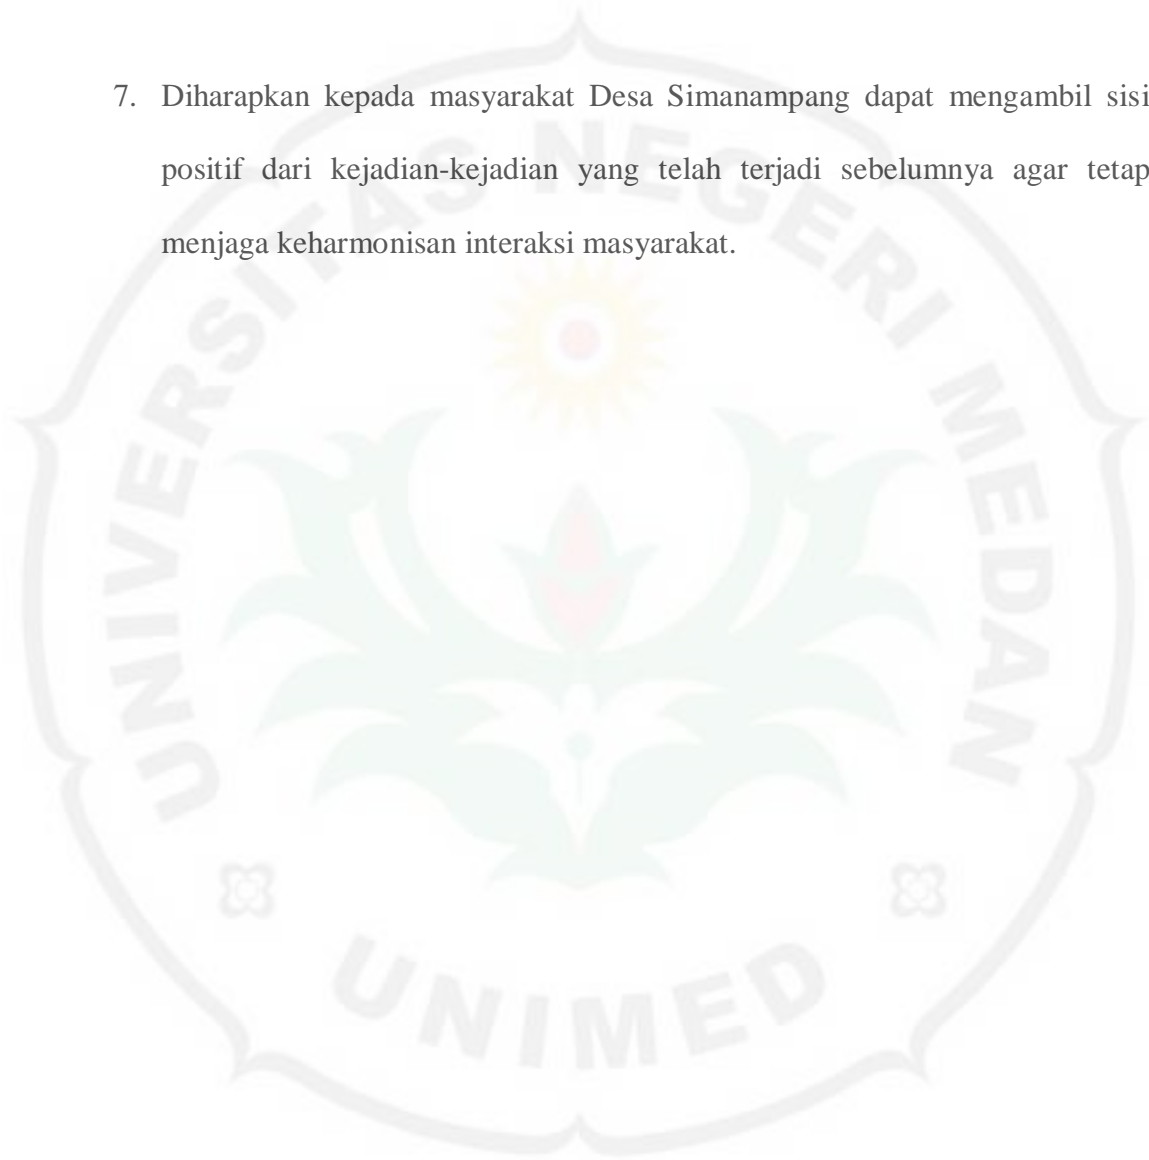 7. Diharapkan kepada masyarakat Desa Simanampang dapat mengambil sisi
positif dari kejadian-kejadian yang telah terjadi sebelumnya agar tetap
menjaga keharmonisan interaksi masyarakat.
UNIVERSITAS NEGERI MEDAN
UNIMED